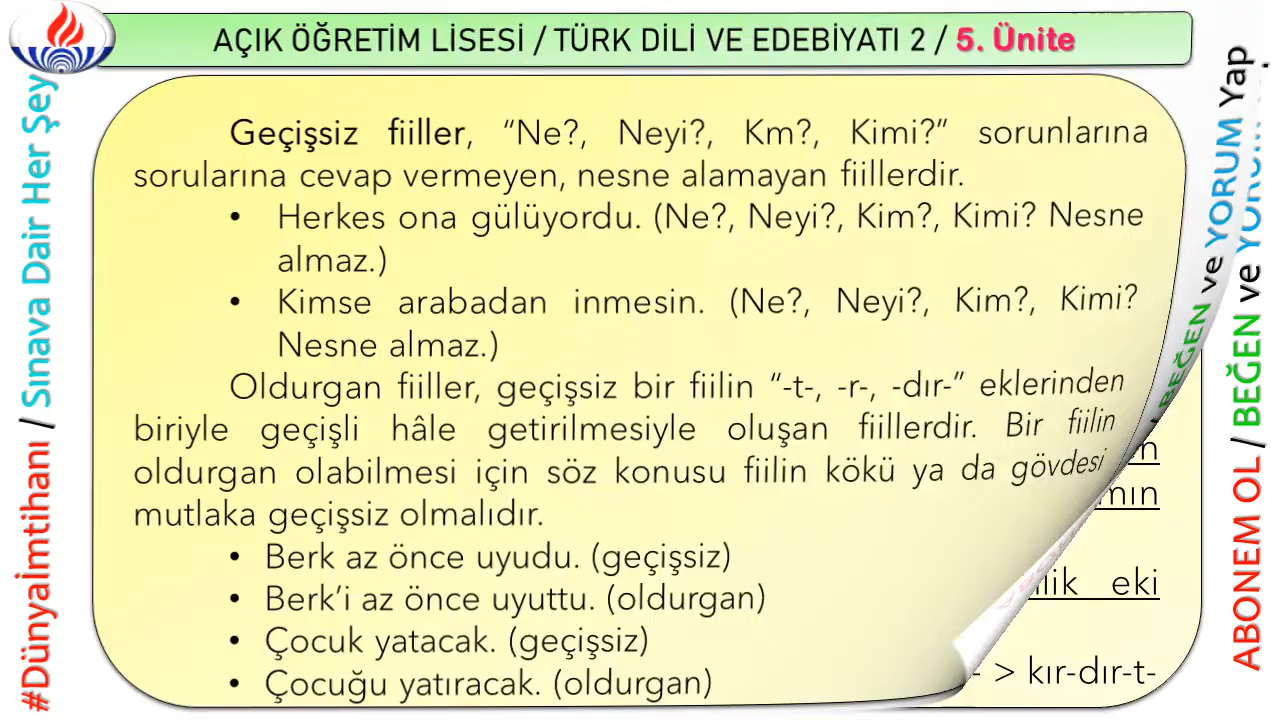 AÇIK ÖĞRETİM LİSESİ / TÜRK DİLİ VE EDEBİYATI 2 / 5. Ünite
#Dünyaİmtihanı / Sınava Dair Her Şey
Geçişsiz fiiller, “Ne?, Neyi?, Km?, Kimi?” sorunlarına
sorularına cevap vermeyen, nesne alamayan fiillerdir.
• Herkes ona gülüyordu. (Ne?, Neyi?, Kim?, Kimi? Nesne
almaz.)
• Kimse arabadan inmesin. (Ne?, Neyi?, Kim?, Kimi?
Nesne almaz.)
Oldurgan fiiller, geçişsiz bir fiilin “-t-, -r-, -dır-” eklerinden
biriyle geçişli hâle getirilmesiyle oluşan fiillerdir. Bir fiilin
oldurgan olabilmesi için söz konusu fiilin kökü ya da gövdesi
mutlaka geçişsiz olmalıdır.
• Berk az önce uyudu. (geçişsiz)
• Berk’i az önce uyuttu. (oldurgan)
• Çocuk yatacak. (geçişsiz)
• Çocuğu yatıracak. (oldurgan)
eki
- > kır-dır-t-
BEĞEN ve YORUM Yap
ABONEM OL / BEĞEN ve